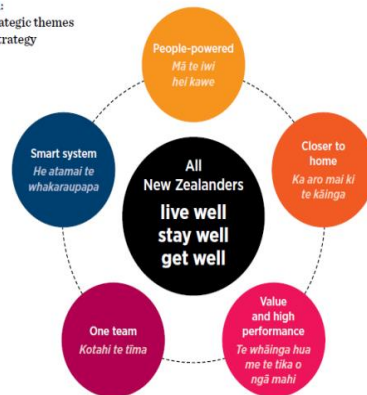 ategic themes
trategy
People-powered
Mā te iwi
hei kawe
Closer to
home
Ka aro mai ki
te kāinga
Value
and high
performance
Te whāinga hua
me te tika o
ngā mahi
One team
Kotahi te tīma
Smart system
He atamai te
whakaraupapa
All
New Zealanders
live well
stay well
get well